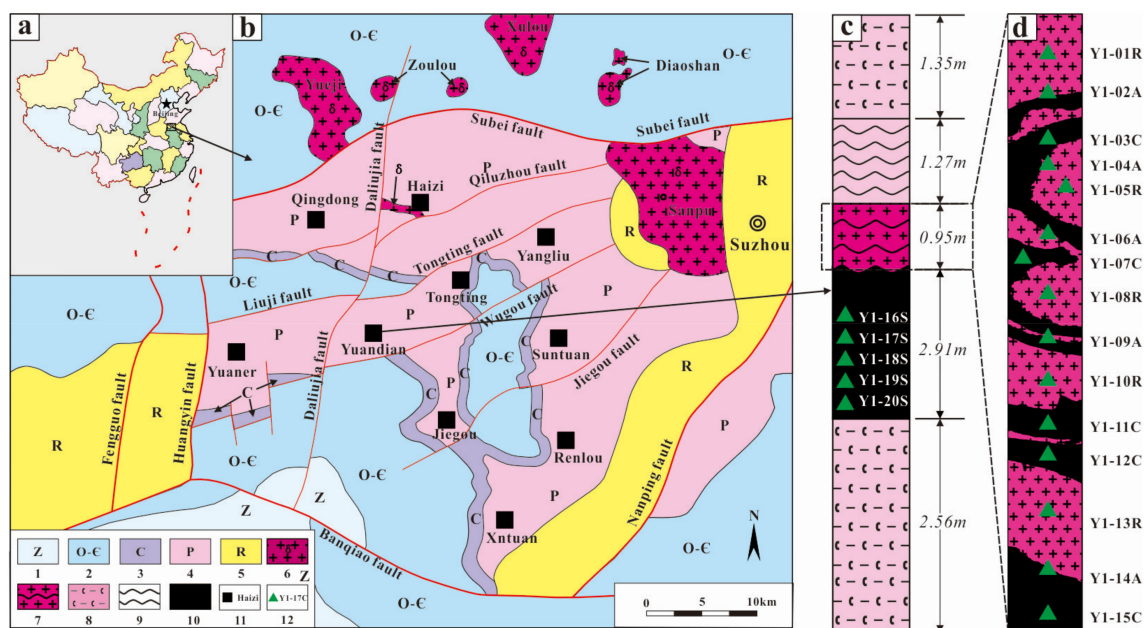 a
Beijing
b
O-Є
Xulou
δ
Zoulou
δ
δ
Diaoshan
δ
δ
Yueji
δ
O-Є
O-Є
Subei fault
Subei fault
P
P
Daliujia fault
Qiluzhou fault
δ
Haizi
Qingdong
P
δ
Sanpu
R
R
Suzhou
Tongting fault
Yangliu
C
C
C
C
Tongting
Wugou fault
P
O-Є
Liuji fault
P
P
Yuandian
O-Є
Suntuan
C
Jiegou fault
Yuaner
C
C
P
Jiegou
C
Renlou
R
R
Fengguo fault
Huangyin fault
Daliujia fault
O-Є
O-Є
R
P
Nanping fault
P
C
Xntuan
Z
Z
Banqiao fault
O-Є
N
0 5 10km
Z
O-Є
C
P
R
δ
1 2 3 4 5 6
Z
Haizi
Y1-17C
7 8 9 10 11 12
c
1.35m
1.27m
0.95m
2.91m
2.56m
Y1-16S
Y1-17S
Y1-18S
Y1-19S
Y1-20S
d
Y1-01R
Y1-02A
Y1-03C
Y1-04A
Y1-05R
Y1-06A
Y1-07C
Y1-08R
Y1-09A
Y1-10R
Y1-11C
Y1-12C
Y1-13R
Y1-14A
Y1-15C